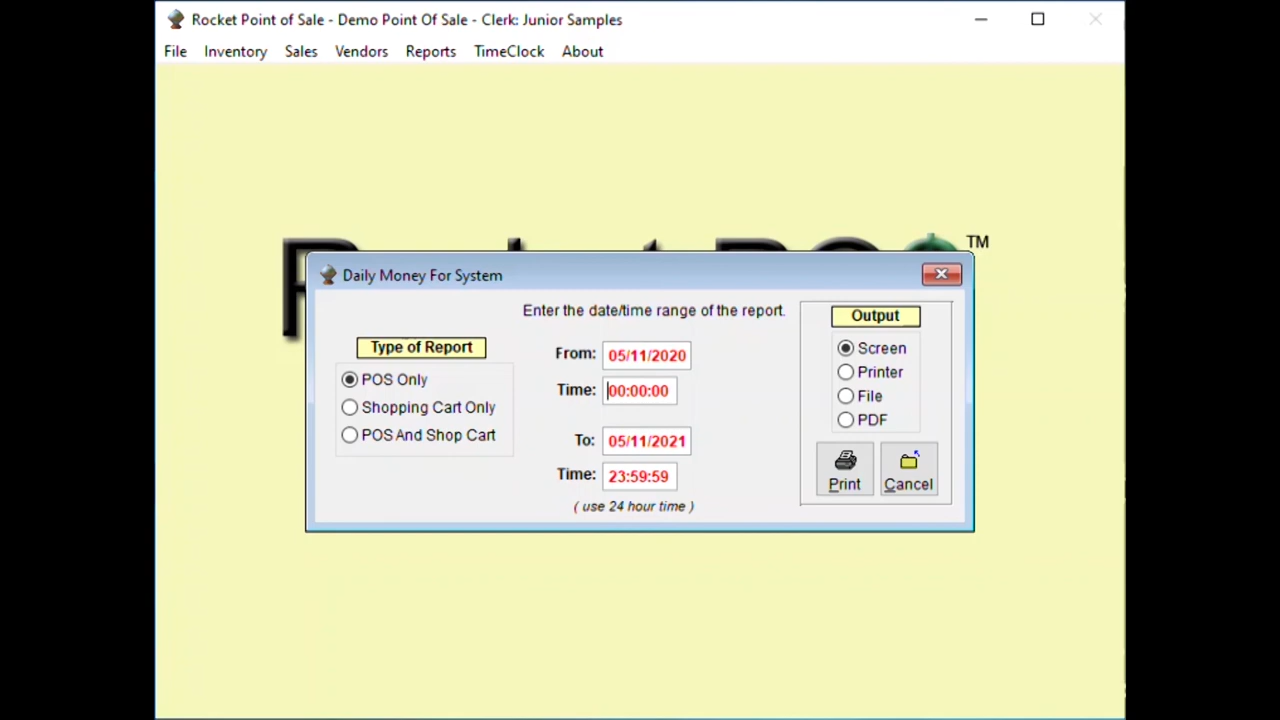 Rocket Point of Sale - Demo Point Of Sale - Clerk: Junior Samples
File Inventory Sales Vendors Reports TimeClock About
TM
Daily Money For System
Enter the date/time range of the report.
Type of Report
POS Only
Shopping Cart Only
POS And Shop Cart
From: 05/11/2020
Time: 00:00:00
To: 05/11/2021
Time: 23:59:59
( use 24 hour time )
Output
Screen
Printer
File
PDF
Print Cancel